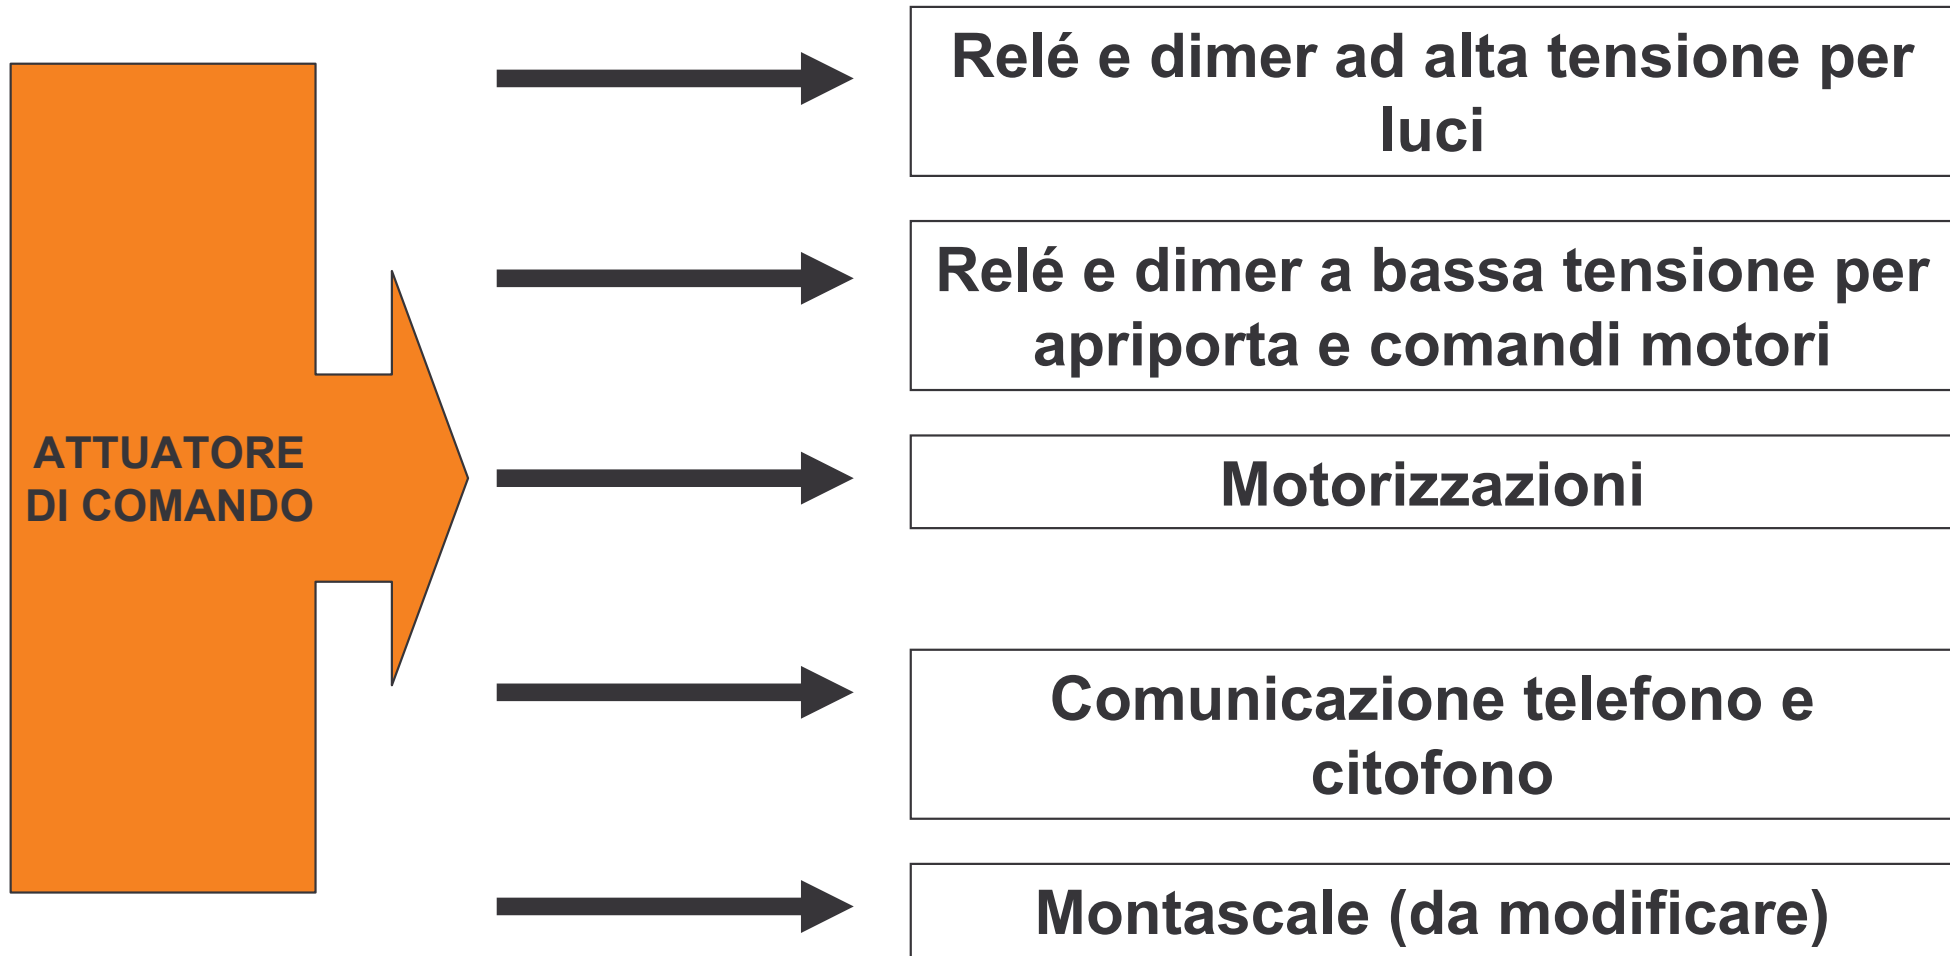 Relé e dimer ad alta tensione per
luci
Relé e dimer a bassa tensione per
apriporta e comandi motori
ATTUATORE
DI COMANDO
Motorizzazioni
Comunicazione telefono e
citofono
Montascale (da modificare)